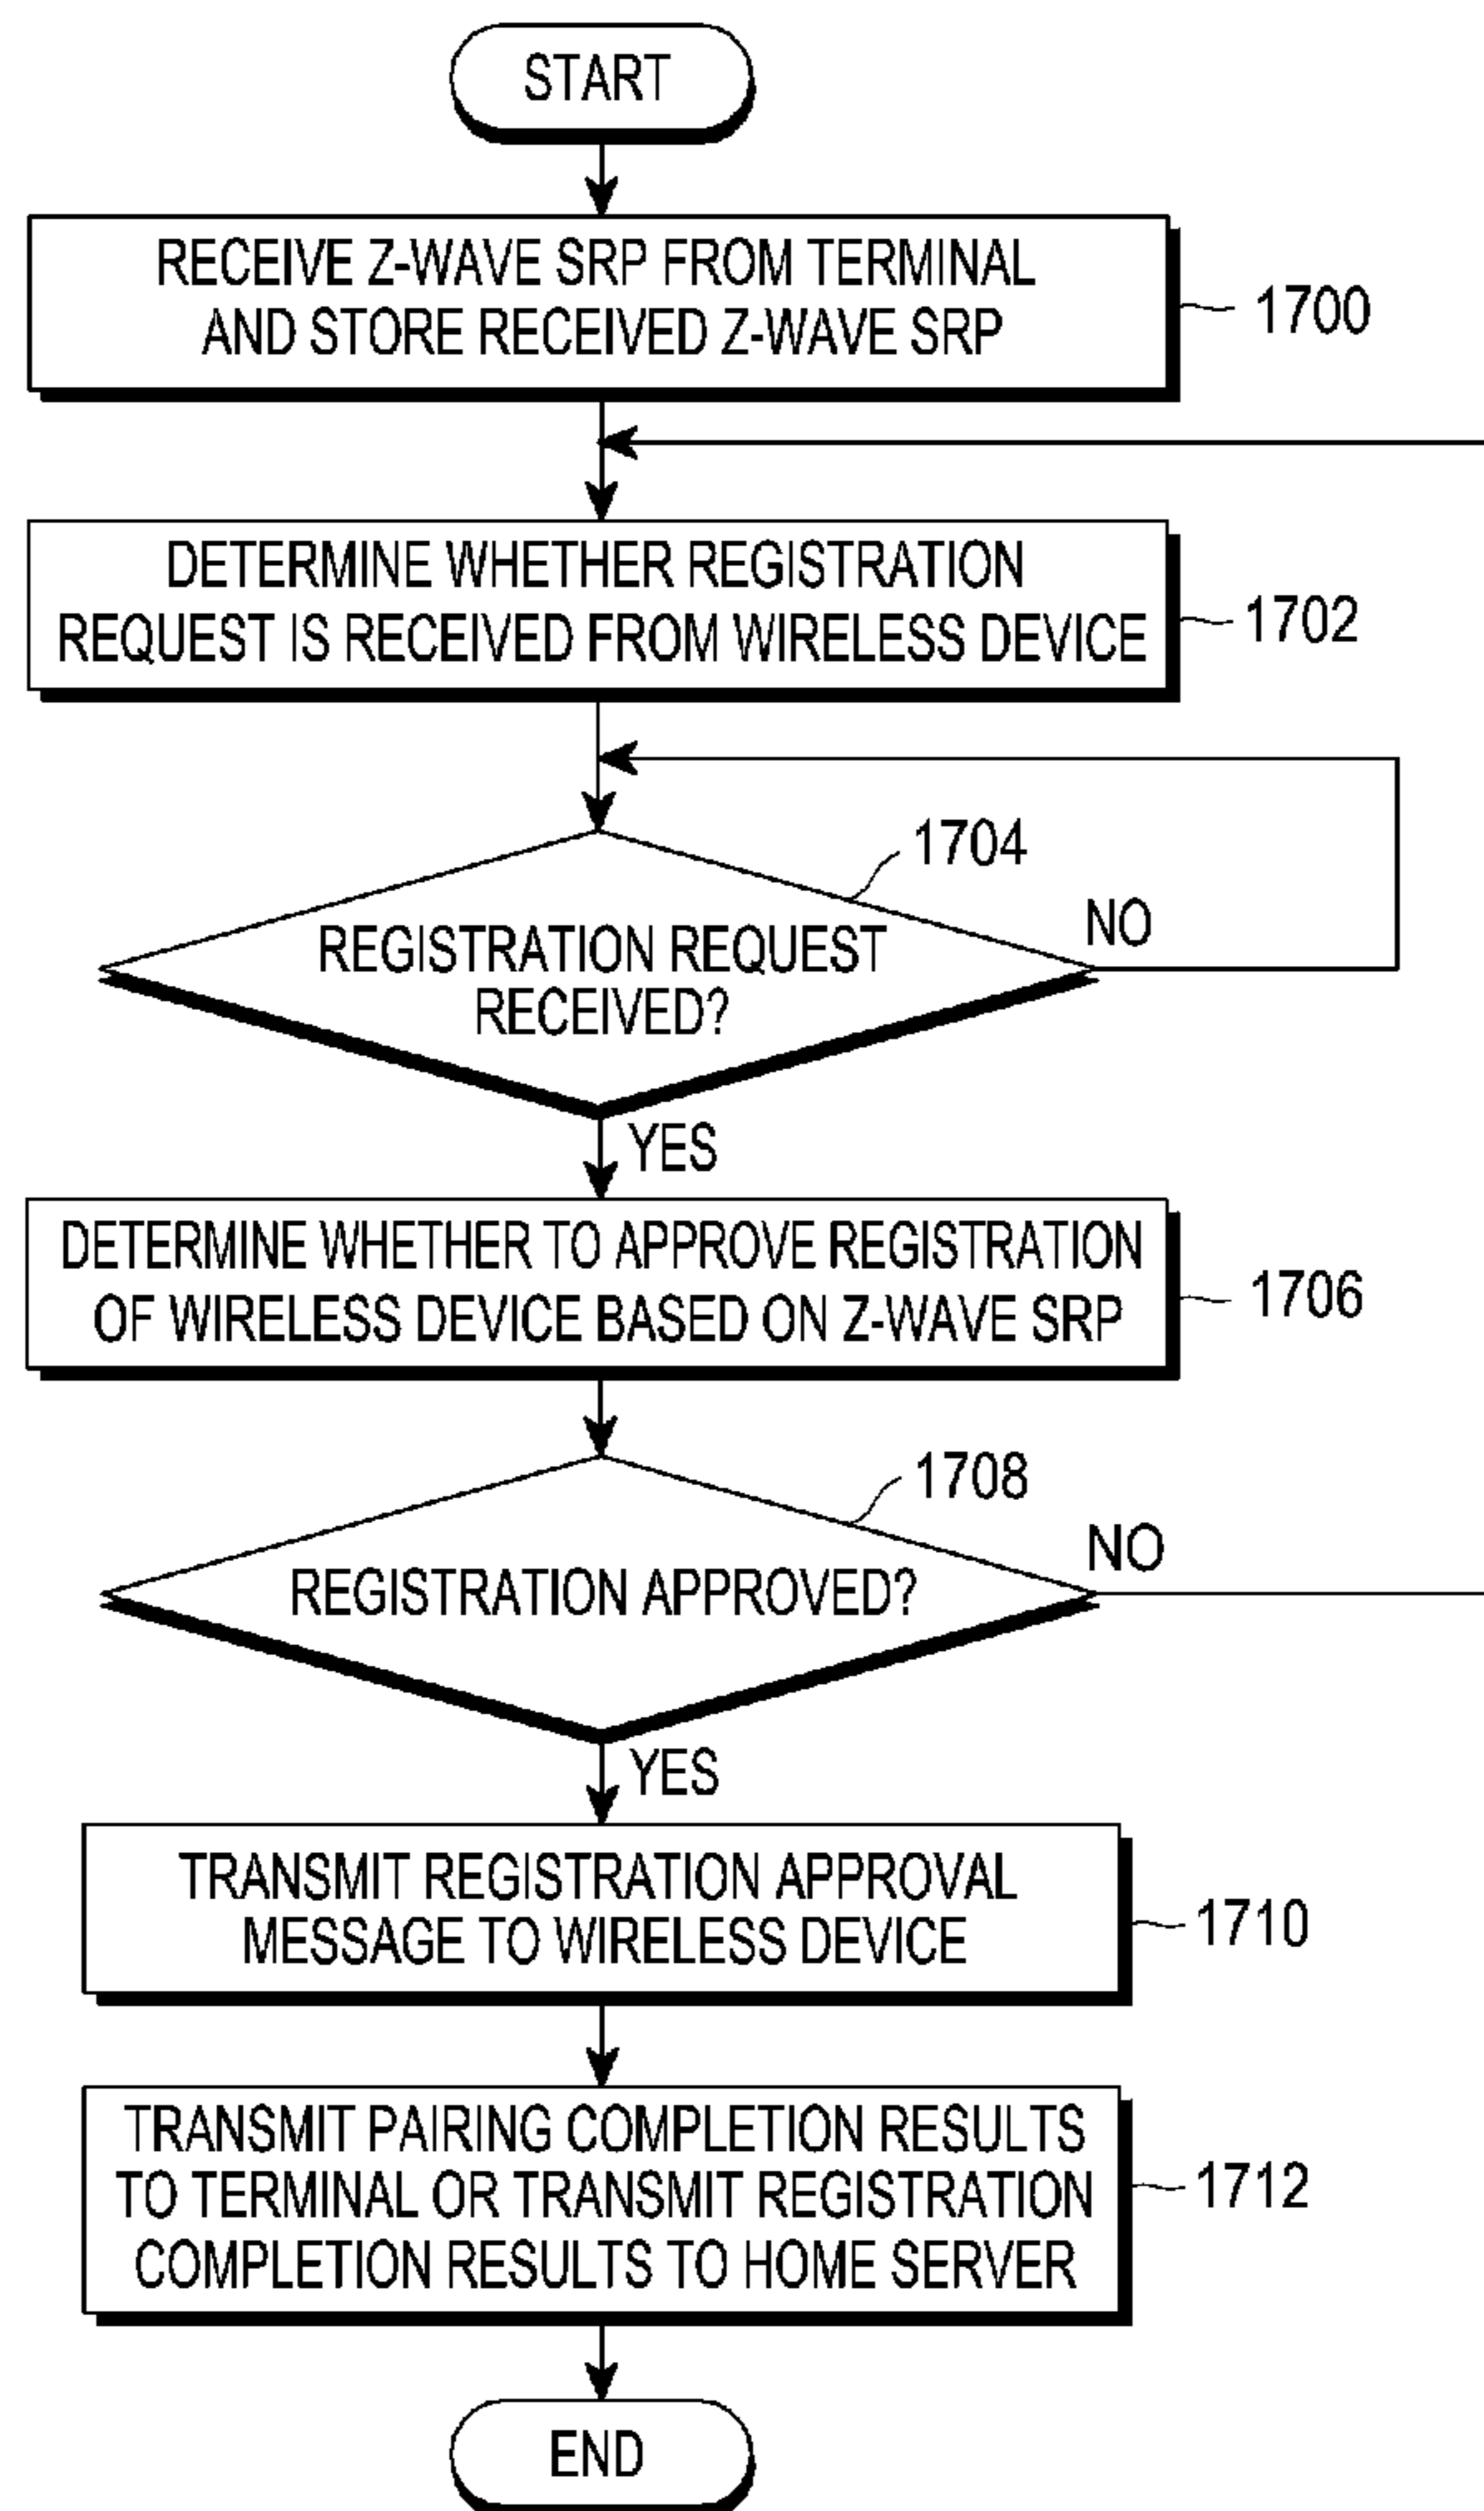 START
RECEIVE Z-WAVE SRP FROM TERMINAL
AND STORE RECEIVED Z-WAVE SRP
1700
DETERMINE WHETHER REGISTRATION
REQUEST IS RECEIVED FROM WIRELESS DEVICE
1702
1704
REGISTRATION REQUEST
RECEIVED?
NO
YES
DETERMINE WHETHER TO APPROVE REGISTRATION
OF WIRELESS DEVICE BASED ON Z-WAVE SRP
1706
1708
REGISTRATION APPROVED?
NO
YES
TRANSMIT REGISTRATION APPROVAL
MESSAGE TO WIRELESS DEVICE
1710
TRANSMIT PAIRING COMPLETION RESULTS
TO TERMINAL OR TRANSMIT REGISTRATION
COMPLETION RESULTS TO HOME SERVER
1712
END